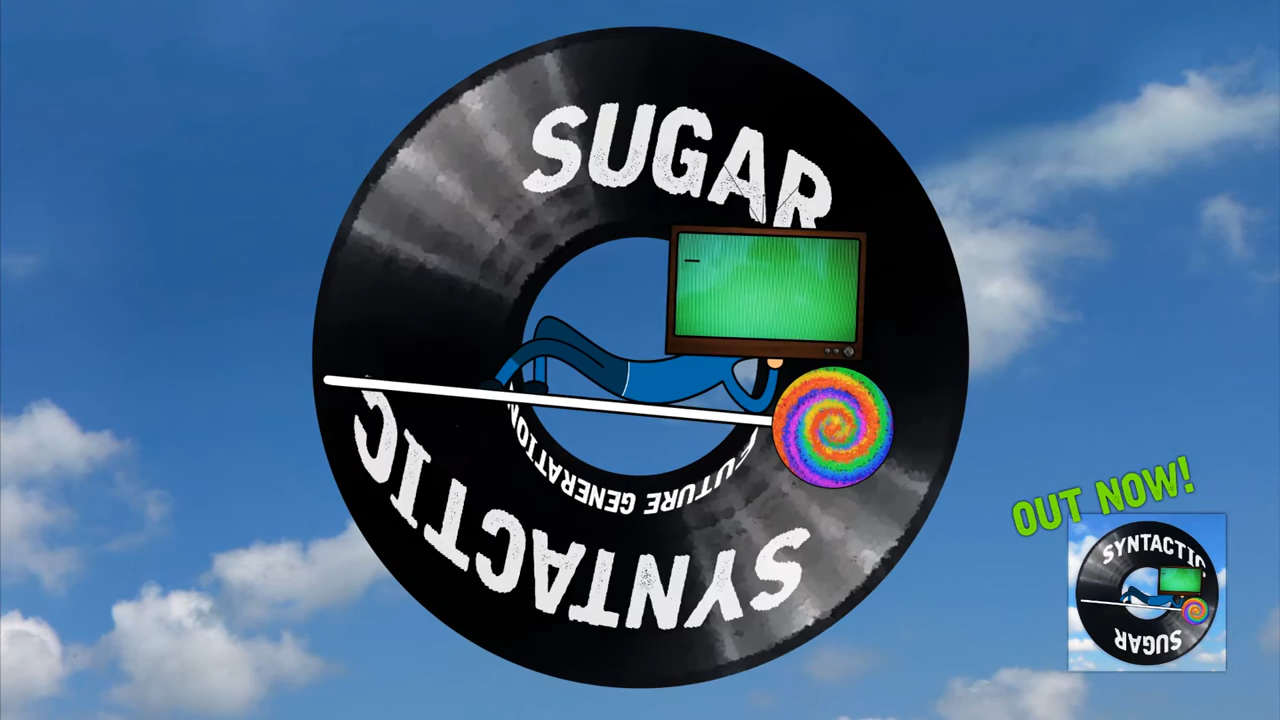 SUGAR
SYNTACTIC
FUTURE GENERATION
OUT NOW!
SYNTACTIC
SUGAR